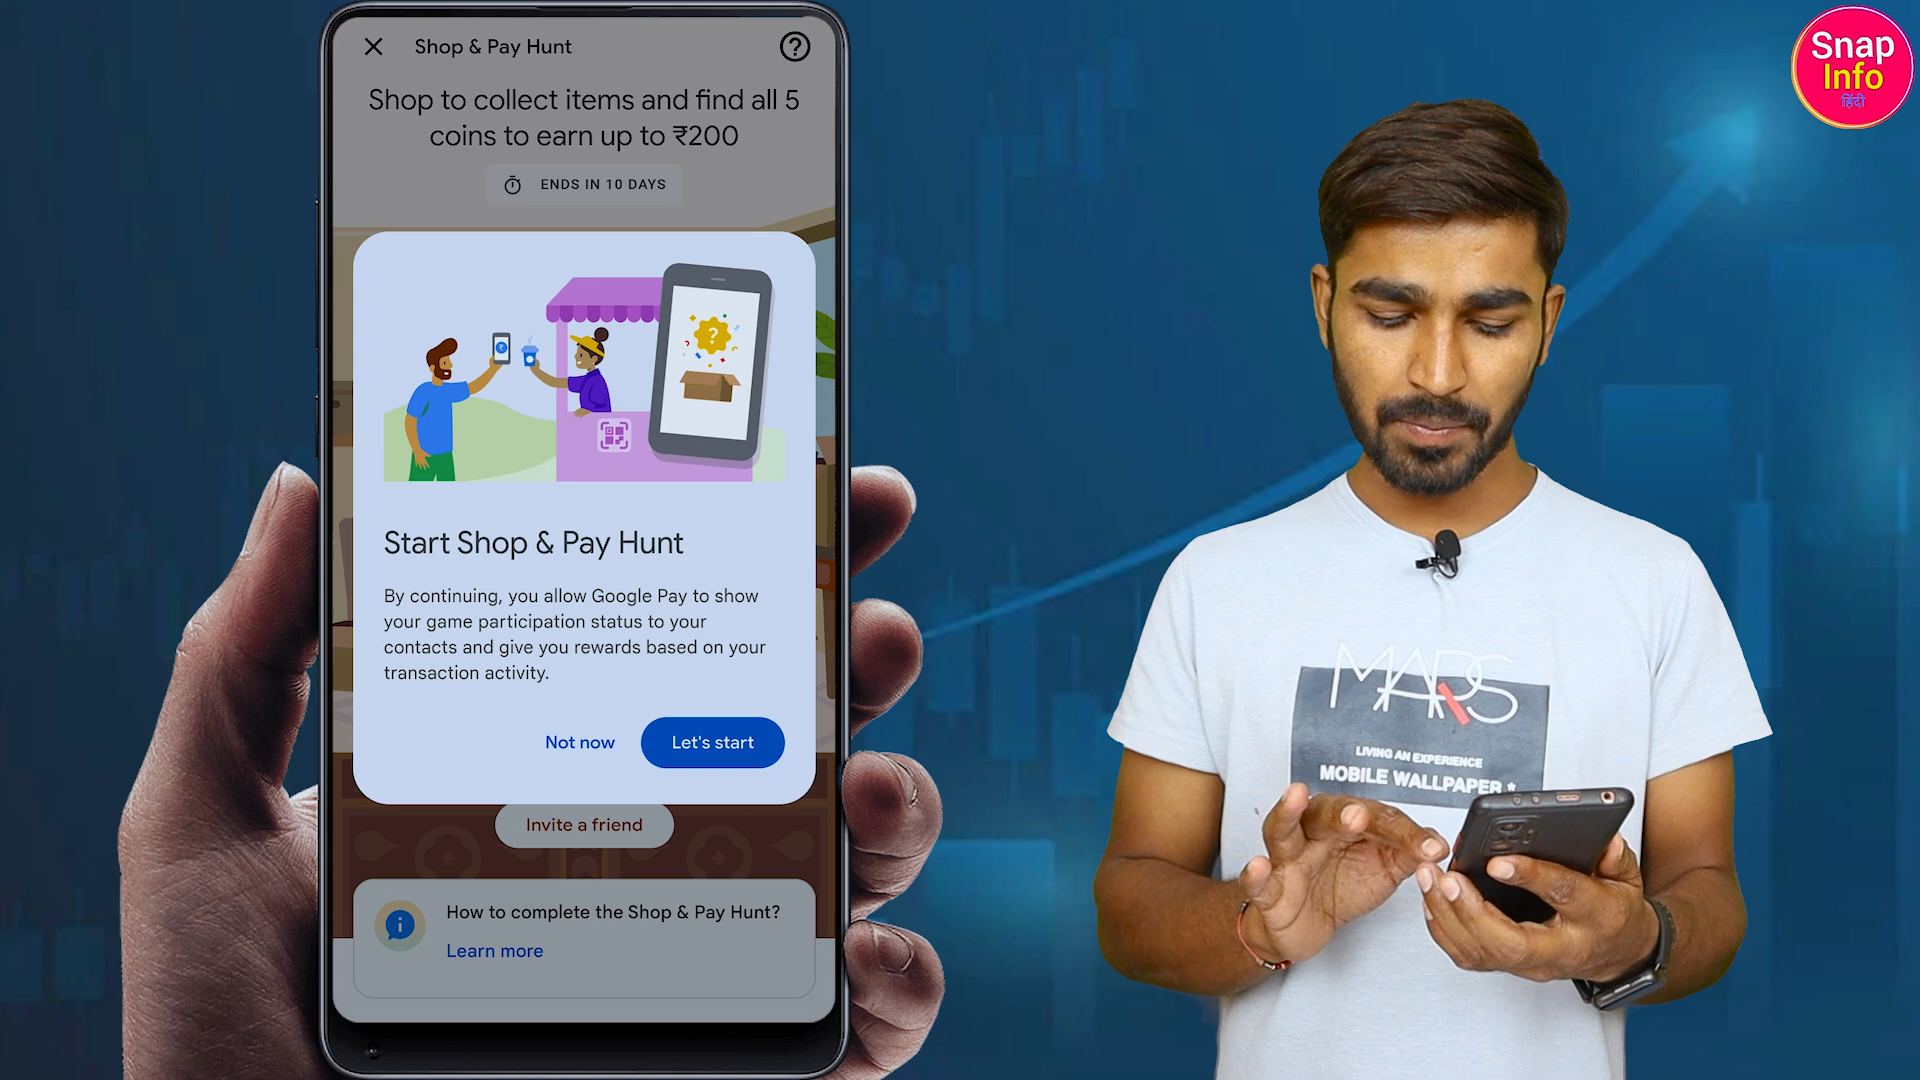 Shop & Pay Hunt
Shop to collect items and find all 5
coins to earn up to ₹200
ENDS IN 10 DAYS
Start Shop & Pay Hunt
By continuing, you allow Google Pay to show
your game participation status to your
contacts and give you rewards based on your
transaction activity.
Not now
Let's start
Invite a friend
How to complete the Shop & Pay Hunt?
Learn more
Snap
Info
हिंदी
MARS
LIVING AN EXPERIENCE
MOBILE WALLPAPER *